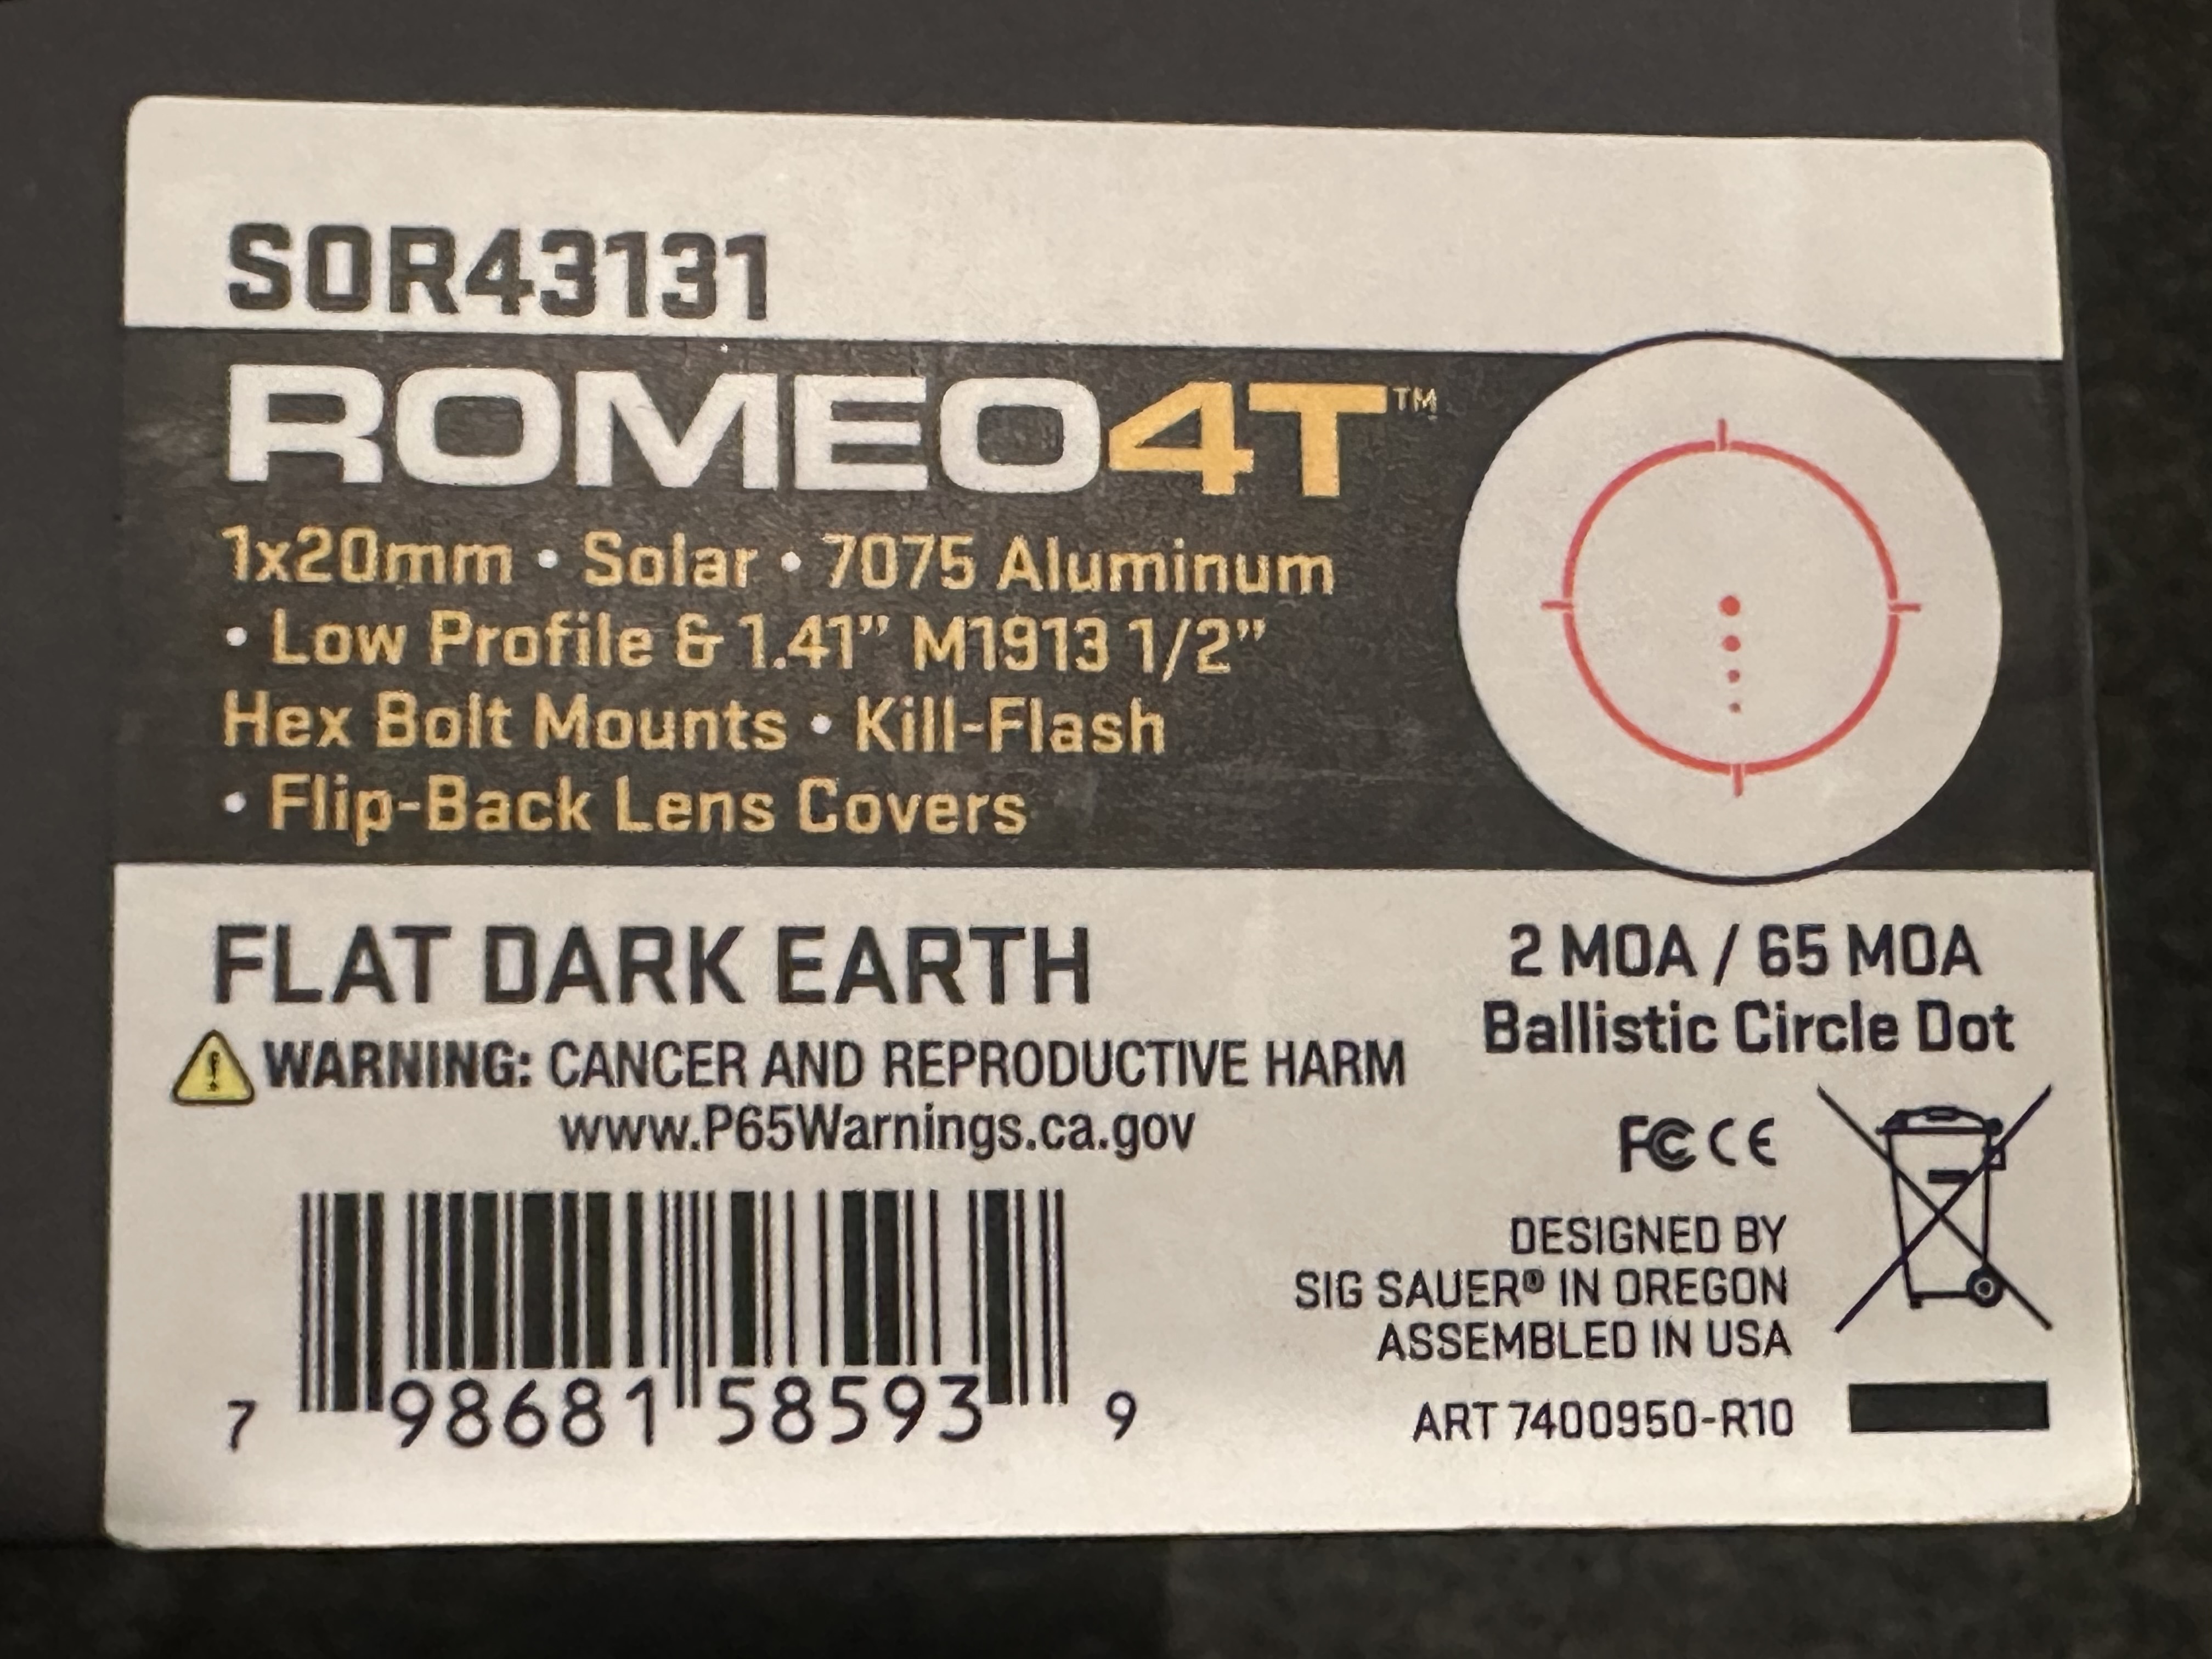 SOR43131
ROMEO4T™
1x20mm • Solar • 7075 Aluminum
• Low Profile & 1.41” M1913 1/2”
Hex Bolt Mounts • Kill-Flash
• Flip-Back Lens Covers
FLAT DARK EARTH
2 MOA / 65 MOA
Ballistic Circle Dot
WARNING: CANCER AND REPRODUCTIVE HARM
www.P65Warnings.ca.gov
FC CE
DESIGNED BY
SIG SAUER® IN OREGON
ASSEMBLED IN USA
ART 7400950-R10
7 98681 58593 9